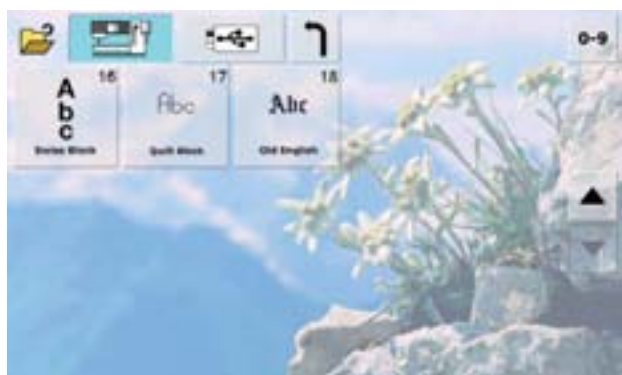 0-9
16 17 18
A
b
c
Abc
Abc
Swiss Block
Quilt Block
Old English